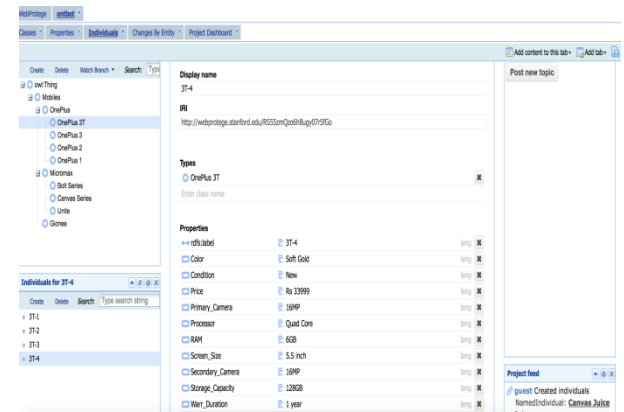 WebProtege ontbot
Classes Properties Individuals Changes By Entity Project Dashboard
Add content to this tab Add tab
Create Delete Watch Branch Search: Type
owl:Thing
Mobiles
OnePlus
OnePlus 3T
OnePlus 3
OnePlus 2
OnePlus 1
Micromax
Bot Series
Canvas Series
Unite
Gionee
Individuals for 3T-4
Create Delete Search: Type search string
3T-1
3T-2
3T-3
3T-4
Display name
3T-4
IRI
Types
OnePlus 3T
Enter class name
Properties
rdfs:label 3T-4 lang
Color Soft Gold lang
Condition New lang
Price Rs 33999 lang
Primary_Camera 16MP lang
Processor Quad Core lang
RAM 6GB lang
Screen_Size 5.5 inch lang
Secondary_Camera 16MP lang
Storage_Capacity 128GB lang
Warr_Duration 1 year lang
Post new topic
Project feed
guest Created individuals
NamedIndividual: Canvas Juice